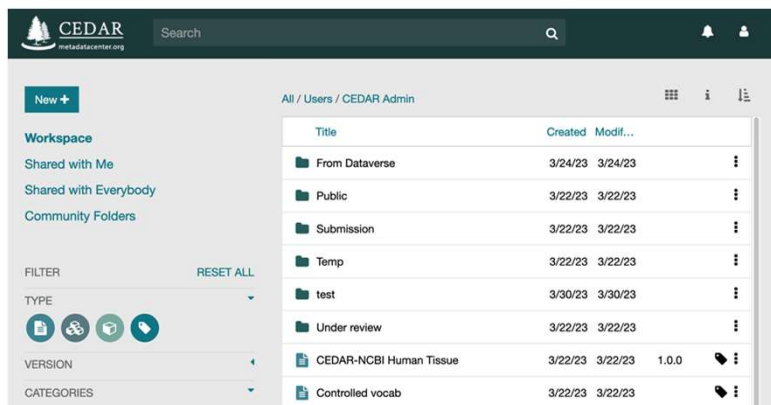 CEDAR
metadatacenter.org
Search
New +
Workspace
Shared with Me
Shared with Everybody
Community Folders
FILTER RESET ALL
TYPE
VERSION
CATEGORIES
All / Users / CEDAR Admin
Title Created Modif...
From Dataverse 3/24/23 3/24/23
Public 3/22/23 3/22/23
Submission 3/22/23 3/22/23
Temp 3/22/23 3/22/23
test 3/30/23 3/30/23
Under review 3/22/23 3/22/23
CEDAR-NCBI Human Tissue 3/22/23 3/22/23 1.0.0
Controlled vocab 3/22/23 3/22/23